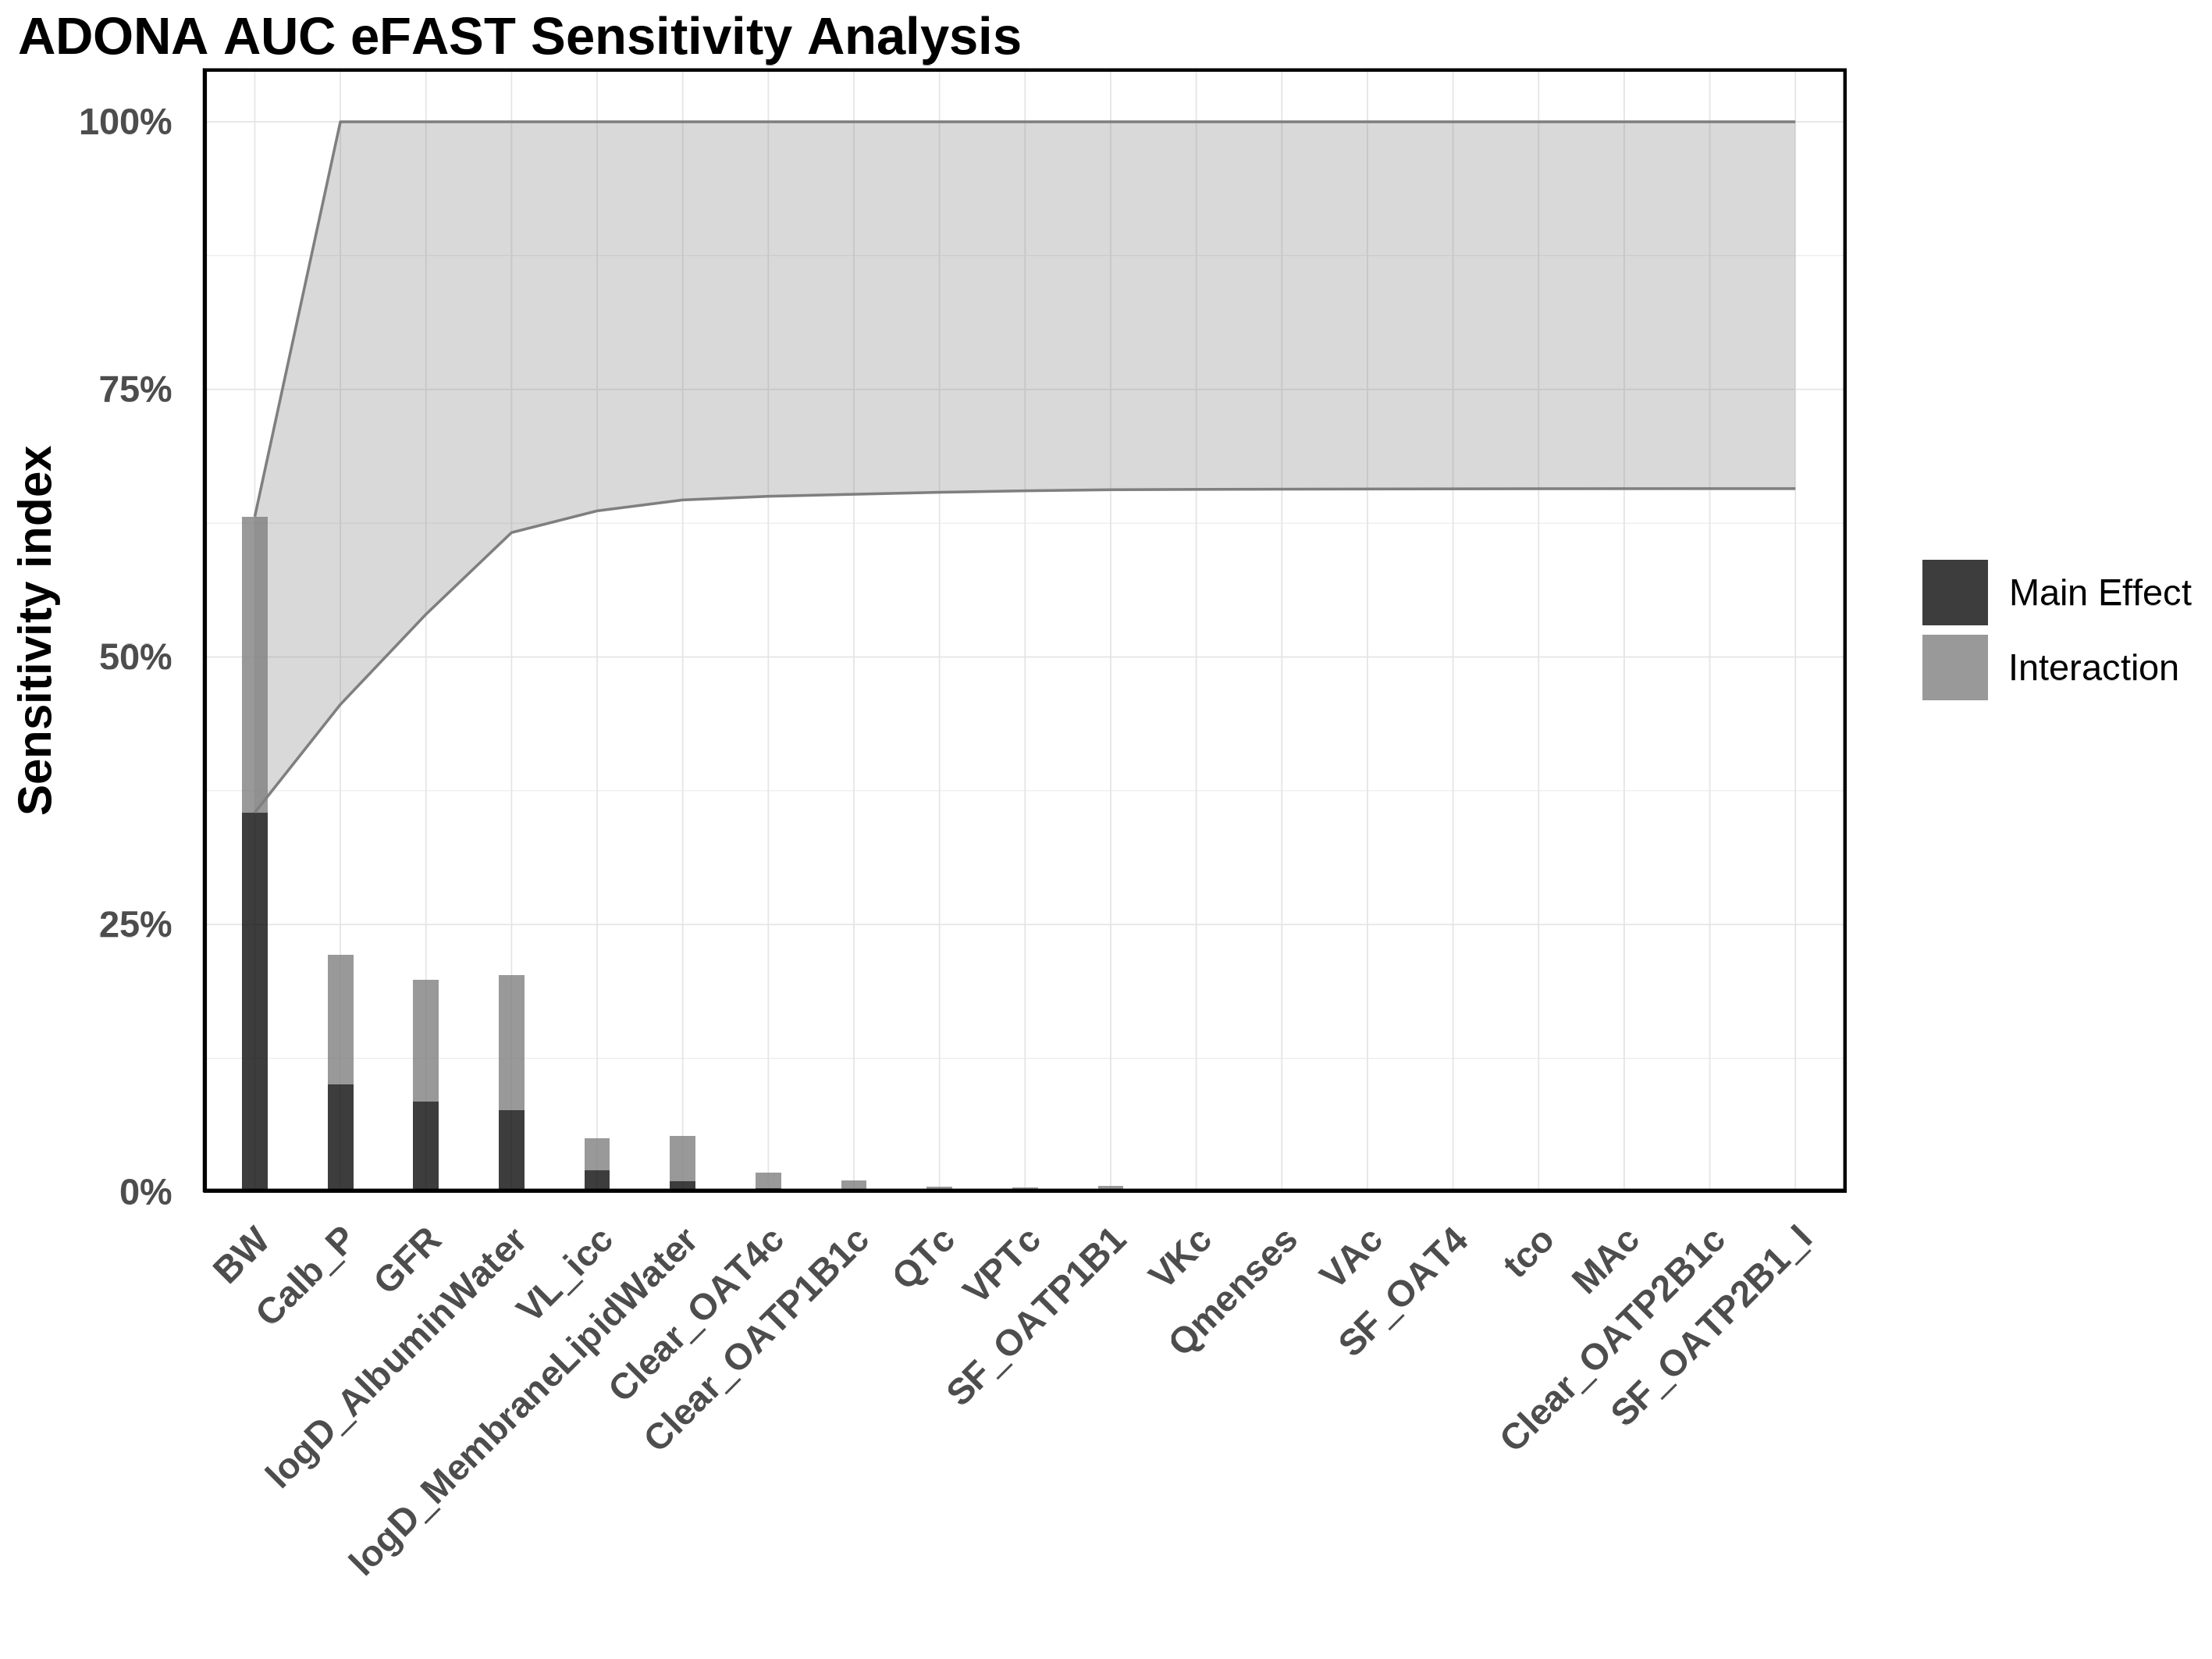 ADONA AUC eFAST Sensitivity Analysis
Sensitivity index
100%
75%
50%
25%
0%
BW
Calb_P
GFR
logD_AlbuminWater
VL_icc
logD_MembraneLipidWater
Clear_OAT4c
Clear_OATP1B1c
QTc
VPTc
SF_OATP1B1
VKc
Qmenses
VAc
SF_OAT4
tco
MAc
Clear_OATP2B1c
SF_OATP2B1_I
Main Effect
Interaction